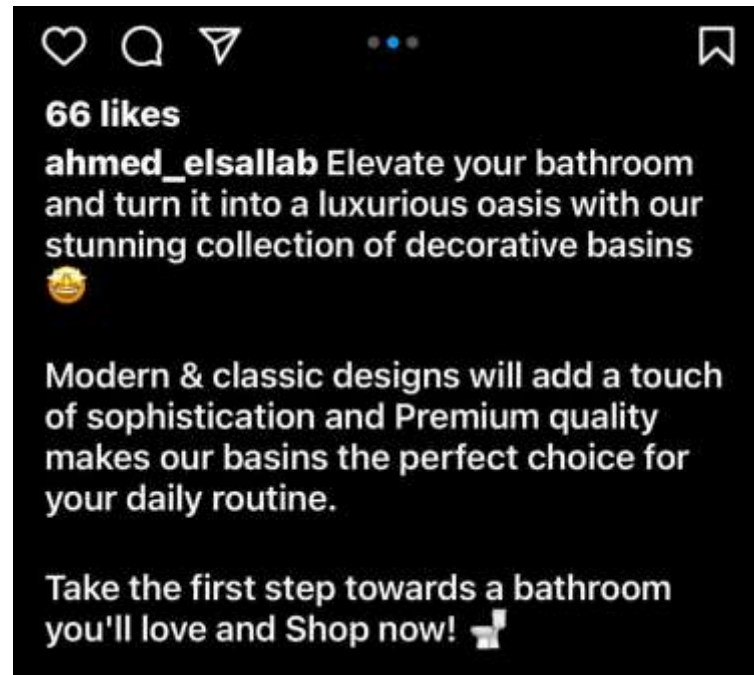 66 likes
ahmed_elsallab Elevate your bathroom
and turn it into a luxurious oasis with our
stunning collection of decorative basins
🤩
Modern & classic designs will add a touch
of sophistication and Premium quality
makes our basins the perfect choice for
your daily routine.
Take the first step towards a bathroom
you'll love and Shop now! 🚽